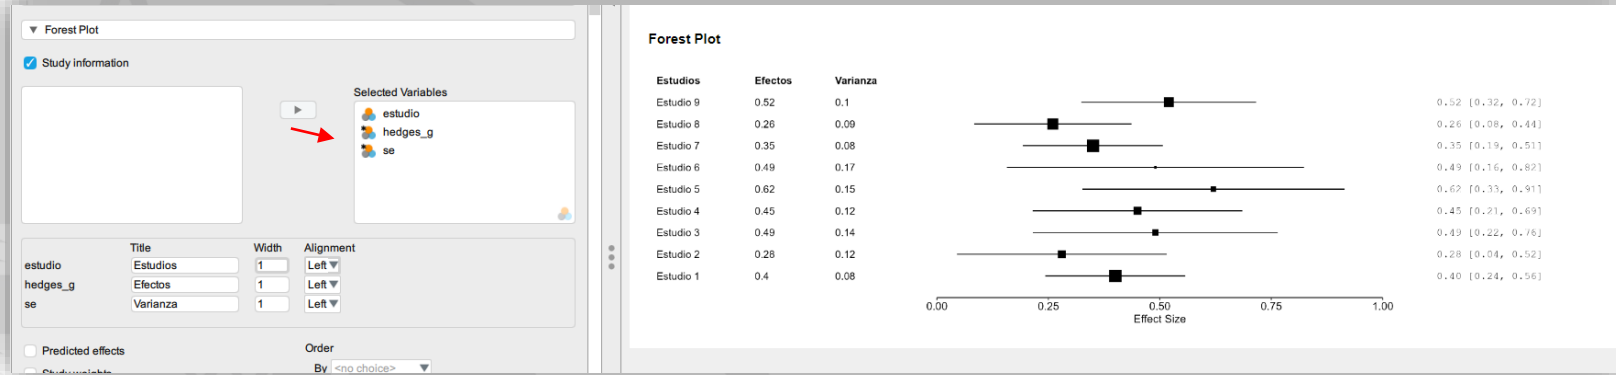 Forest Plot
Study information
Selected Variables
estudio
hedges_g
se
Title Width Alignment
estudio Estudios 1 Left
hedges_g Efectos 1 Left
se Varianza 1 Left
Predicted effects
Study weights
Order
By <no choice>
Forest Plot
Estudios Efectos Varianza
Estudio 9 0.52 0.1 0.52 [0.32, 0.72]
Estudio 8 0.26 0.09 0.26 [0.08, 0.44]
Estudio 7 0.35 0.08 0.35 [0.19, 0.51]
Estudio 6 0.49 0.17 0.49 [0.16, 0.82]
Estudio 5 0.62 0.15 0.62 [0.33, 0.91]
Estudio 4 0.45 0.12 0.45 [0.21, 0.69]
Estudio 3 0.49 0.14 0.49 [0.22, 0.76]
Estudio 2 0.28 0.12 0.28 [0.04, 0.52]
Estudio 1 0.4 0.08 0.40 [0.24, 0.56]
0.00 0.25 0.50 0.75 1.00
Effect Size